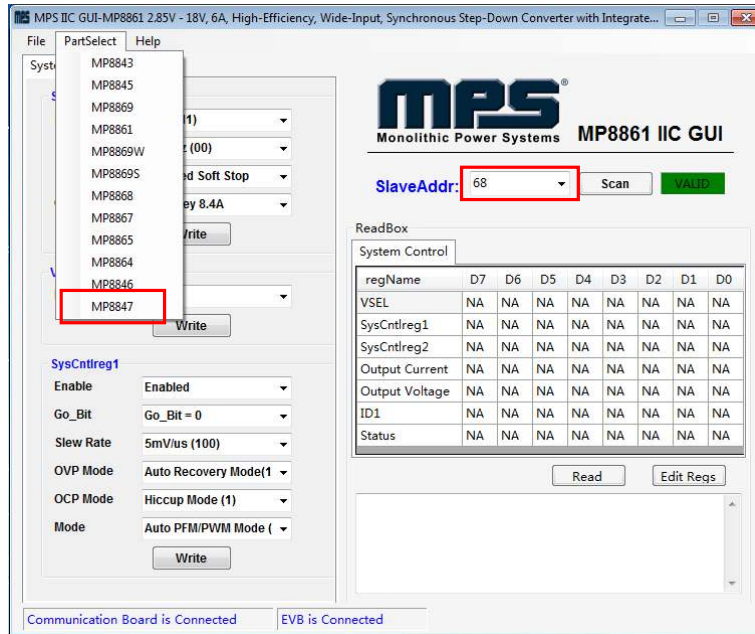 MPS IIC GUI-MP8861 2.85V - 18V, 6A, High-Efficiency, Wide-Input, Synchronous Step-Down Converter with Integrate...
File PartSelect Help
MP8843
MP8845
MP8869
MP8861
MP8869W
MP8869S
MP8868
MP8867
MP8865
MP8864
MP8846
MP8847
Soft Stop
8.4A
Write
Write
SysCntlreg1
Enable Enabled
Go_Bit Go_Bit = 0
Slew Rate 5mV/us (100)
OVP Mode Auto Recovery Mode(1
OCP Mode Hiccup Mode (1)
Mode Auto PFM/PWM Mode (
Write
mps®
Monolithic Power Systems MP8861 IIC GUI
SlaveAddr: 68 Scan VALID
ReadBox
System Control
regName D7 D6 D5 D4 D3 D2 D1 D0
VSEL NA NA NA NA NA NA NA NA
SysCntlreg1 NA NA NA NA NA NA NA NA
SysCntlreg2 NA NA NA NA NA NA NA NA
Output Current NA NA NA NA NA NA NA NA
Output Voltage NA NA NA NA NA NA NA NA
ID1 NA NA NA NA NA NA NA NA
Status NA NA NA NA NA NA NA NA
Read Edit Regs
Communication Board is Connected EVB is Connected